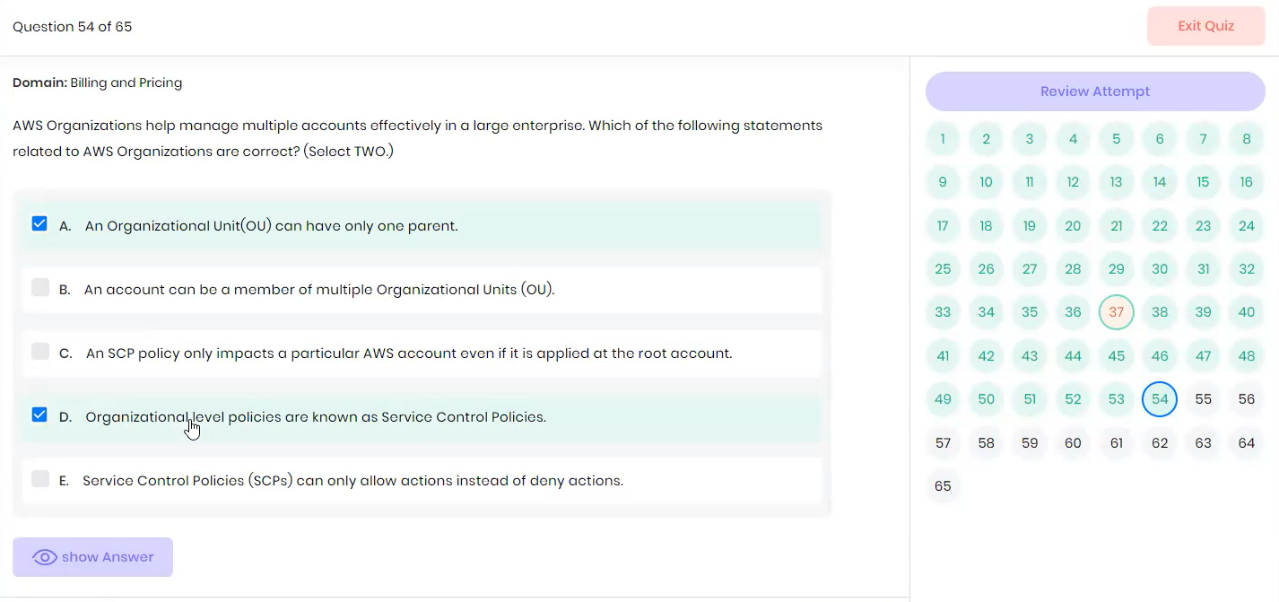 Question 54 of 65
Exit Quiz
Domain: Billing and Pricing
AWS Organizations help manage multiple accounts effectively in a large enterprise. Which of the following statements
related to AWS Organizations are correct? (Select TWO.)
A. An Organizational Unit(OU) can have only one parent.
B. An account can be a member of multiple Organizational Units (OU).
C. An SCP policy only impacts a particular AWS account even if it is applied at the root account.
D. Organizational level policies are known as Service Control Policies.
E. Service Control Policies (SCPs) can only allow actions instead of deny actions.
show Answer
Review Attempt
1 2 3 4 5 6 7 8
9 10 11 12 13 14 15 16
17 18 19 20 21 22 23 24
25 26 27 28 29 30 31 32
33 34 35 36 37 38 39 40
41 42 43 44 45 46 47 48
49 50 51 52 53 54 55 56
57 58 59 60 61 62 63 64
65